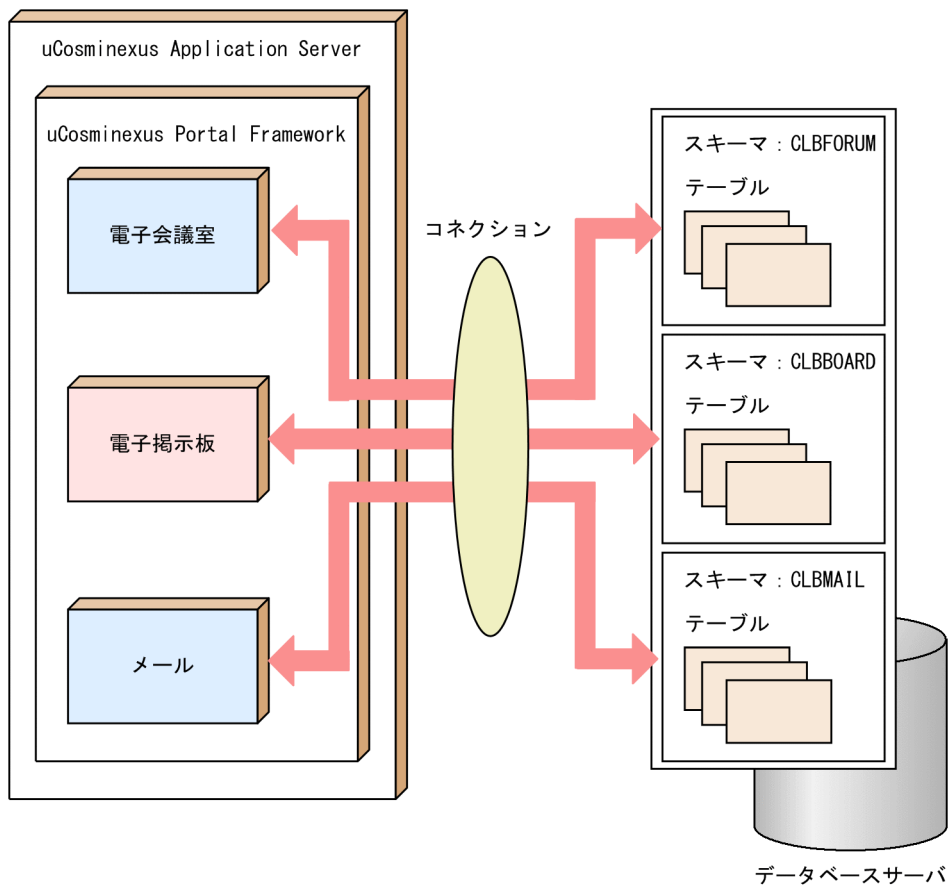 uCosminexus Application Server
uCosminexus Portal Framework
電子会議室
電子掲示板
メール
コネクション
スキーマ：CLBFORUM
テーブル
スキーマ：CLBBOARD
テーブル
スキーマ：CLBMAIL
テーブル
データベースサーバ